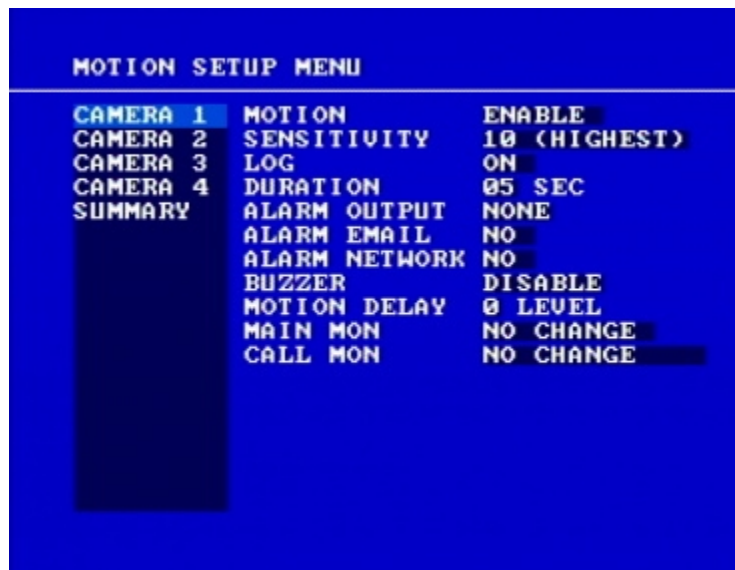 MOTION SETUP MENU
CAMERA 1 MOTION ENABLE
CAMERA 2 SENSITIVITY 10 (HIGHEST)
CAMERA 3 LOG ON
CAMERA 4 DURATION 05 SEC
SUMMARY ALARM OUTPUT NONE
ALARM EMAIL NO
ALARM NETWORK NO
BUZZER DISABLE
MOTION DELAY 0 LEVEL
MAIN MON NO CHANGE
CALL MON NO CHANGE